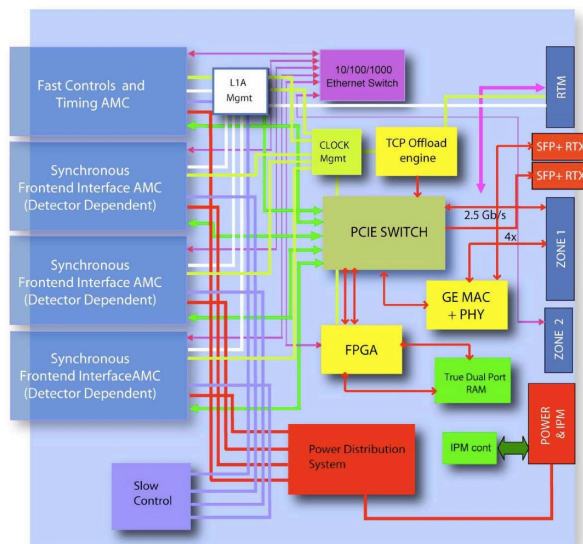 Fast Controls and
Timing AMC
L1A
Mgmt
10/100/1000
Ethernet Switch
RTM
CLOCK
Mgmt
TCP Offload
engine
SFP+ RTX
SFP+ RTX
Synchronous
Frontend Interface AMC
(Detector Dependent)
PCIE SWITCH
2.5 Gb/s
4x
ZONE 1
Synchronous
Frontend Interface AMC
(Detector Dependent)
GE MAC
+ PHY
ZONE 2
Synchronous
Frontend InterfaceAMC
(Detector Dependent)
FPGA
True Dual Port
RAM
POWER
& IPM
IPM cont
Power Distribution
System
Slow
Control